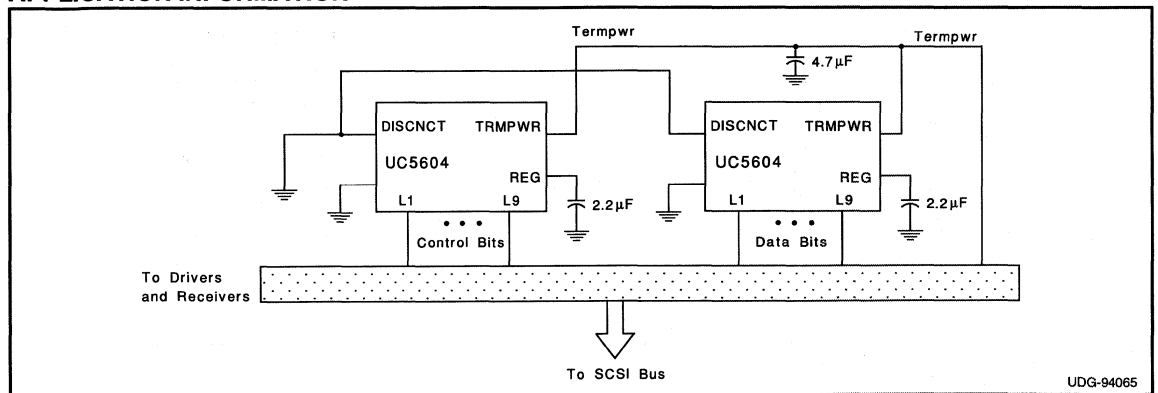 Termpwr
Termpwr
4.7µF
DISCNCT TRMPWR
UC5604
REG
L1 L9
2.2µF
Control Bits
DISCNCT TRMPWR
UC5604
REG
L1 L9
2.2µF
Data Bits
To Drivers
and Receivers
To SCSI Bus
UDG-94065